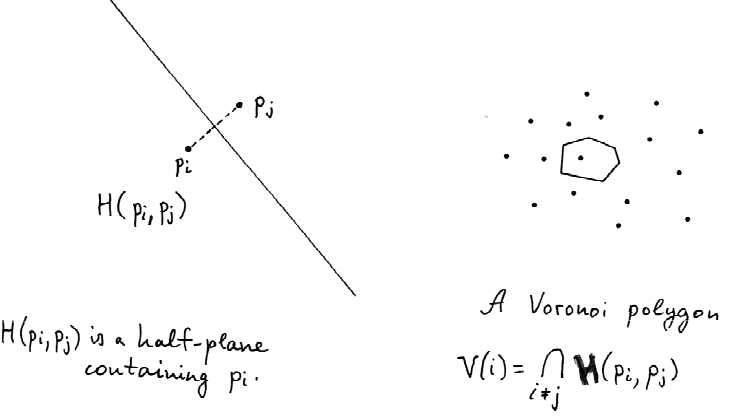 pj
pi
H(pi, pj)
H(pi, pj) is a half-plane
containing pi.
A Voronoi polygon
V(i) = ⋂ H(pi, pj)
i≠j